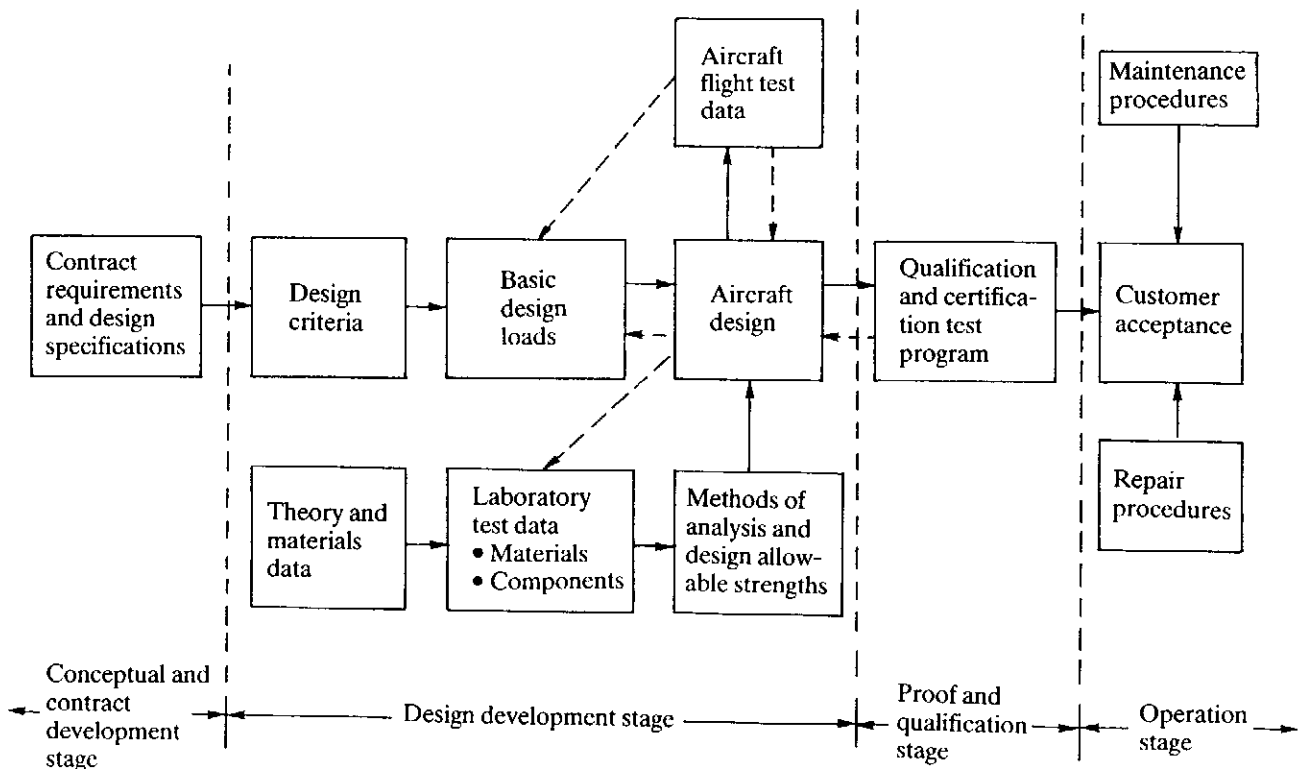 Aircraft
flight test
data
Maintenance
procedures
Contract
requirements
and design
specifications
Design
criteria
Basic
design
loads
Aircraft
design
Qualification
and certifica-
tion test
program
Customer
acceptance
Theory and
materials
data
Laboratory
test data
• Materials
• Components
Methods of
analysis and
design allow-
able strengths
Repair
procedures
Conceptual and
contract
development
stage
Design development stage
Proof and
qualification
stage
Operation
stage